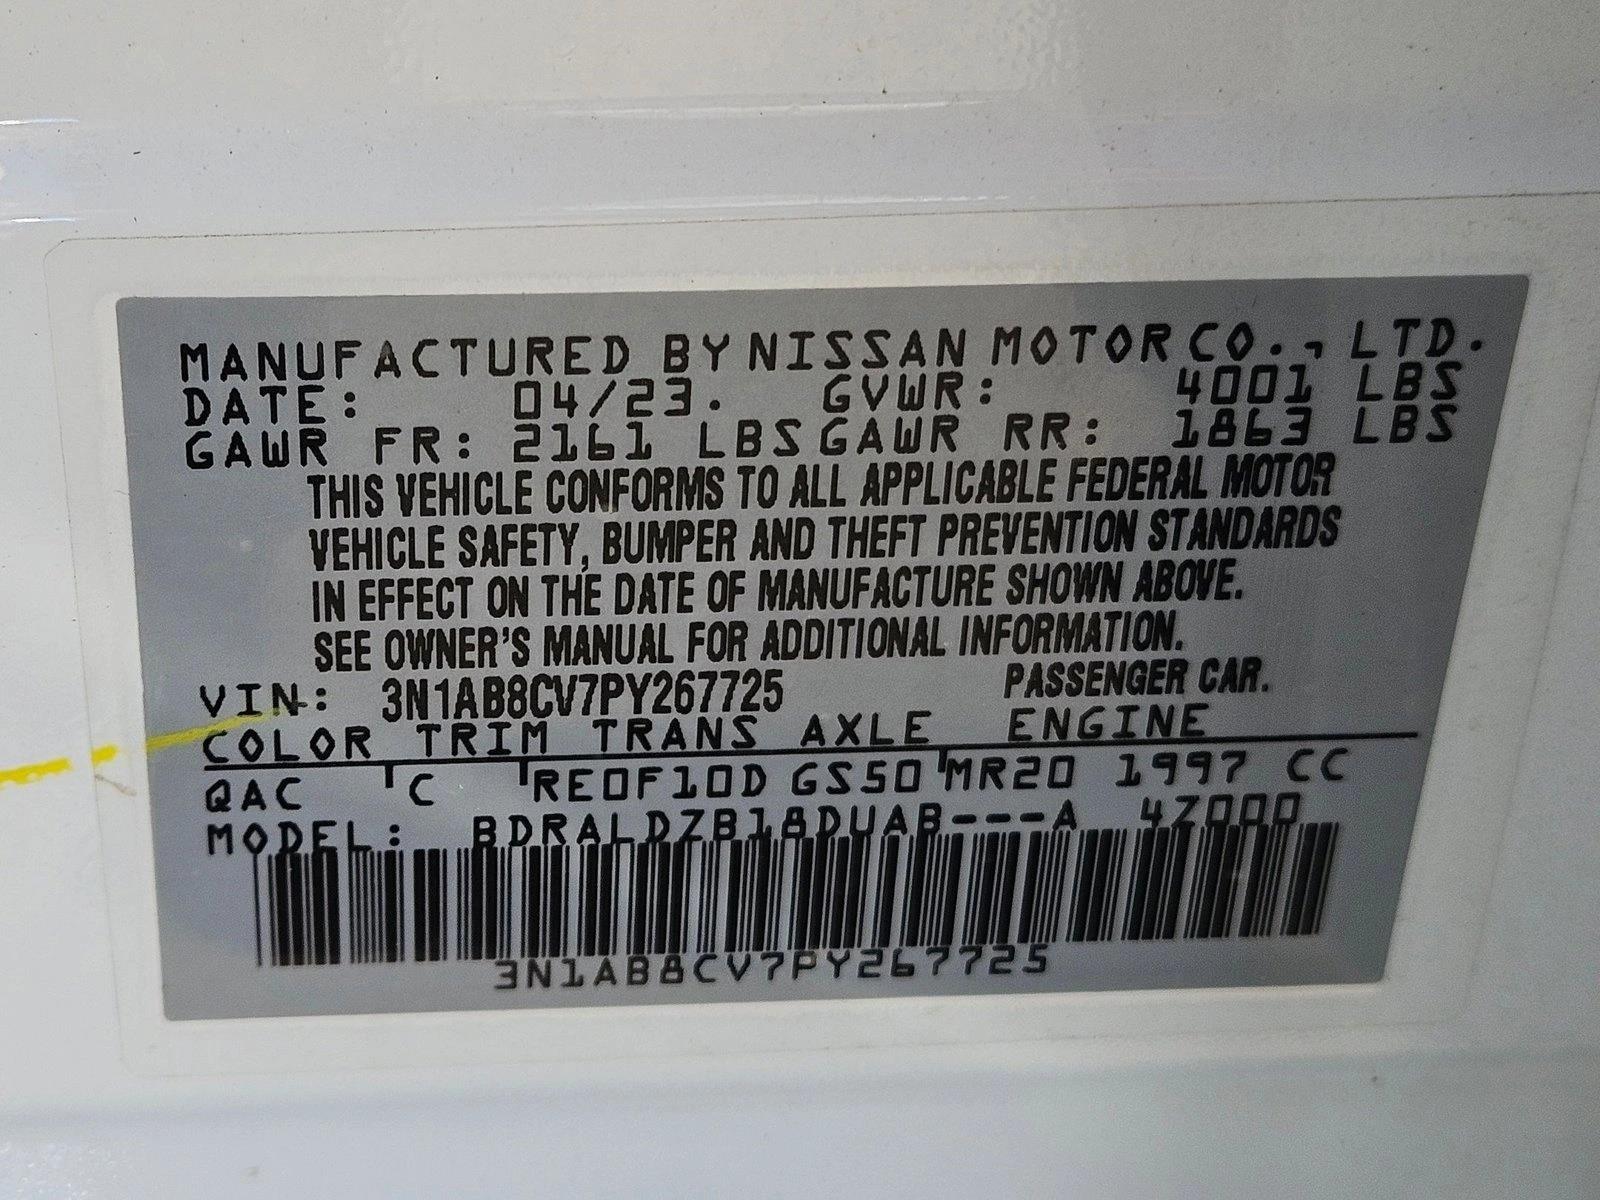 MANUFACTURED BY NISSAN MOTOR CO., LTD.
DATE: 04/23. GVWR: 4001 LBS
GAWR FR: 2161 LBS GAWR RR: 1863 LBS
THIS VEHICLE CONFORMS TO ALL APPLICABLE FEDERAL MOTOR
VEHICLE SAFETY, BUMPER AND THEFT PREVENTION STANDARDS
IN EFFECT ON THE DATE OF MANUFACTURE SHOWN ABOVE.
SEE OWNER'S MANUAL FOR ADDITIONAL INFORMATION.
VIN: 3N1AB8CV7PY267725 PASSENGER CAR.
COLOR TRIM TRANS AXLE ENGINE
QAC C RE0F10D GS50 MR20 1997 CC
MODEL: BDRALDZB18DUAB---A 4Z000
3N1AB8CV7PY267725